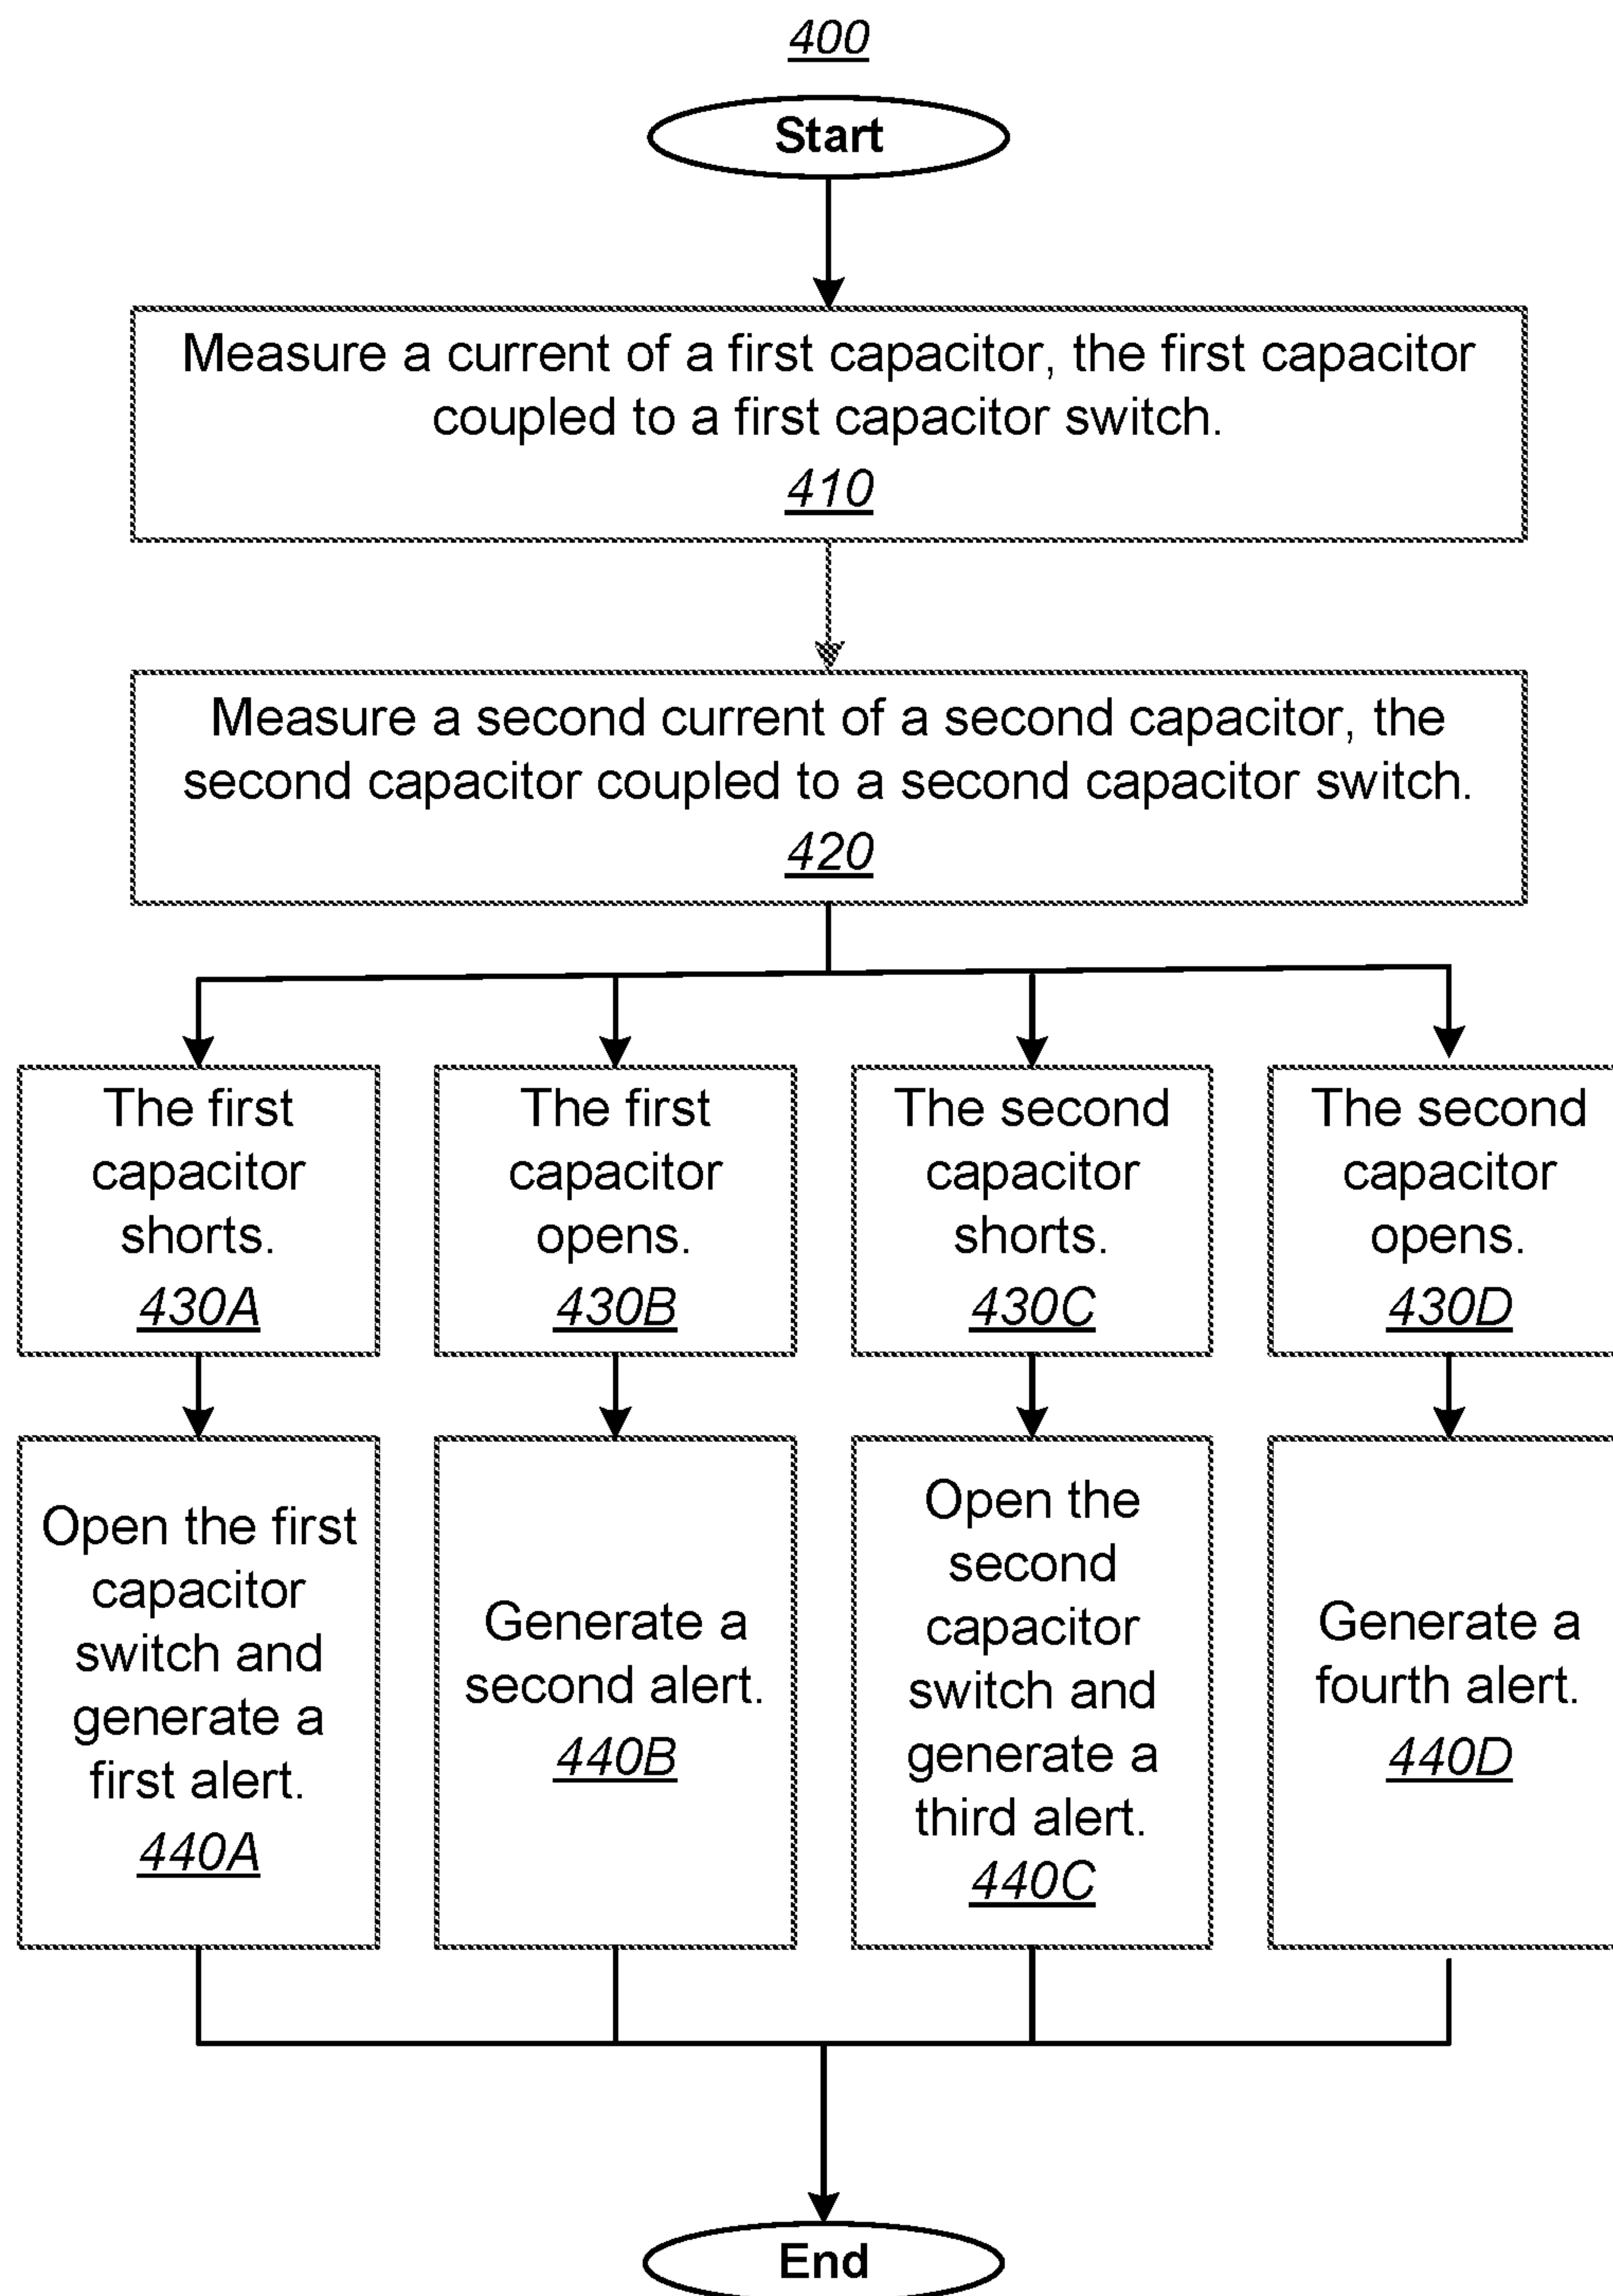 400
Start
Measure a current of a first capacitor, the first capacitor
coupled to a first capacitor switch.
410
Measure a second current of a second capacitor, the
second capacitor coupled to a second capacitor switch.
420
The first
capacitor
shorts.
430A
The first
capacitor
opens.
430B
The second
capacitor
shorts.
430C
The second
capacitor
opens.
430D
Open the first
capacitor
switch and
generate a
first alert.
440A
Generate a
second alert.
440B
Open the
second
capacitor
switch and
generate a
third alert.
440C
Generate a
fourth alert.
440D
End